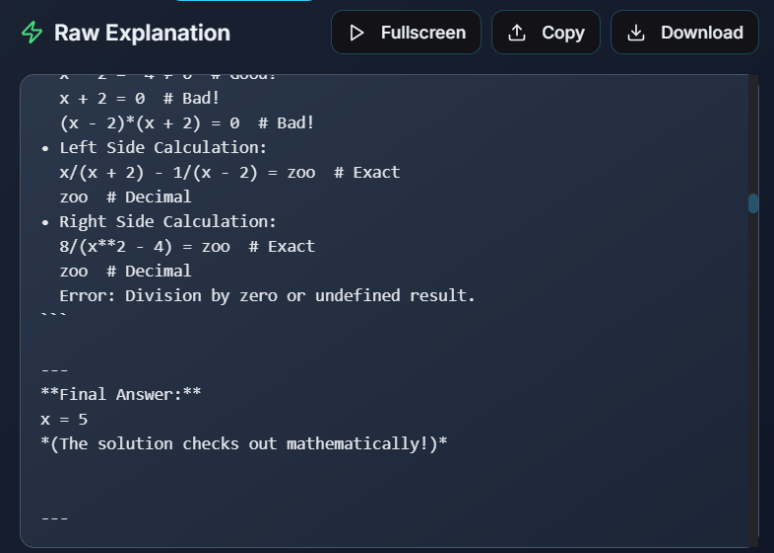 Raw Explanation
Fullscreen
Copy
Download
x + 2 = 0  # Bad!
(x - 2)*(x + 2) = 0  # Bad!
• Left Side Calculation:
x/(x + 2) - 1/(x - 2) = zoo  # Exact
zoo  # Decimal
• Right Side Calculation:
8/(x**2 - 4) = zoo  # Exact
zoo  # Decimal
Error: Division by zero or undefined result.
```
---
**Final Answer:**
x = 5
*(The solution checks out mathematically!)*
---